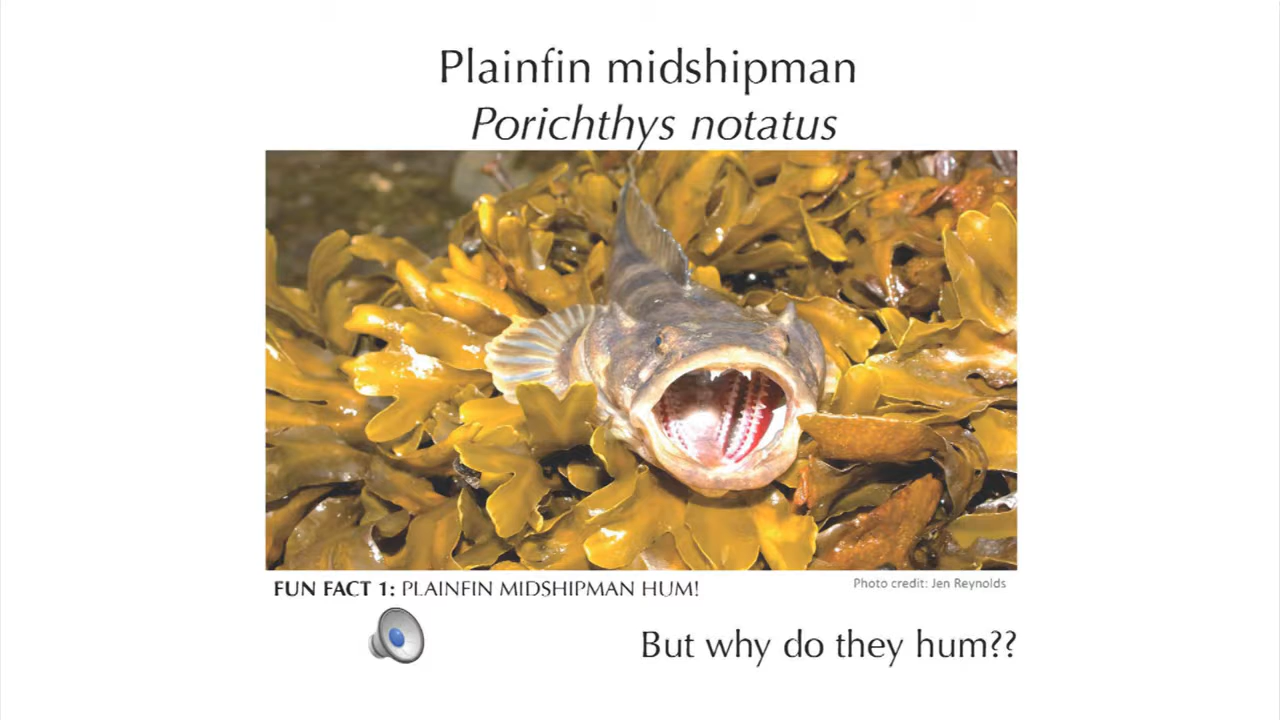 Plainfin midshipman
Porichthys notatus
FUN FACT 1: PLAINFIN MIDSHIPMAN HUM!
Photo credit: Jen Reynolds
But why do they hum??